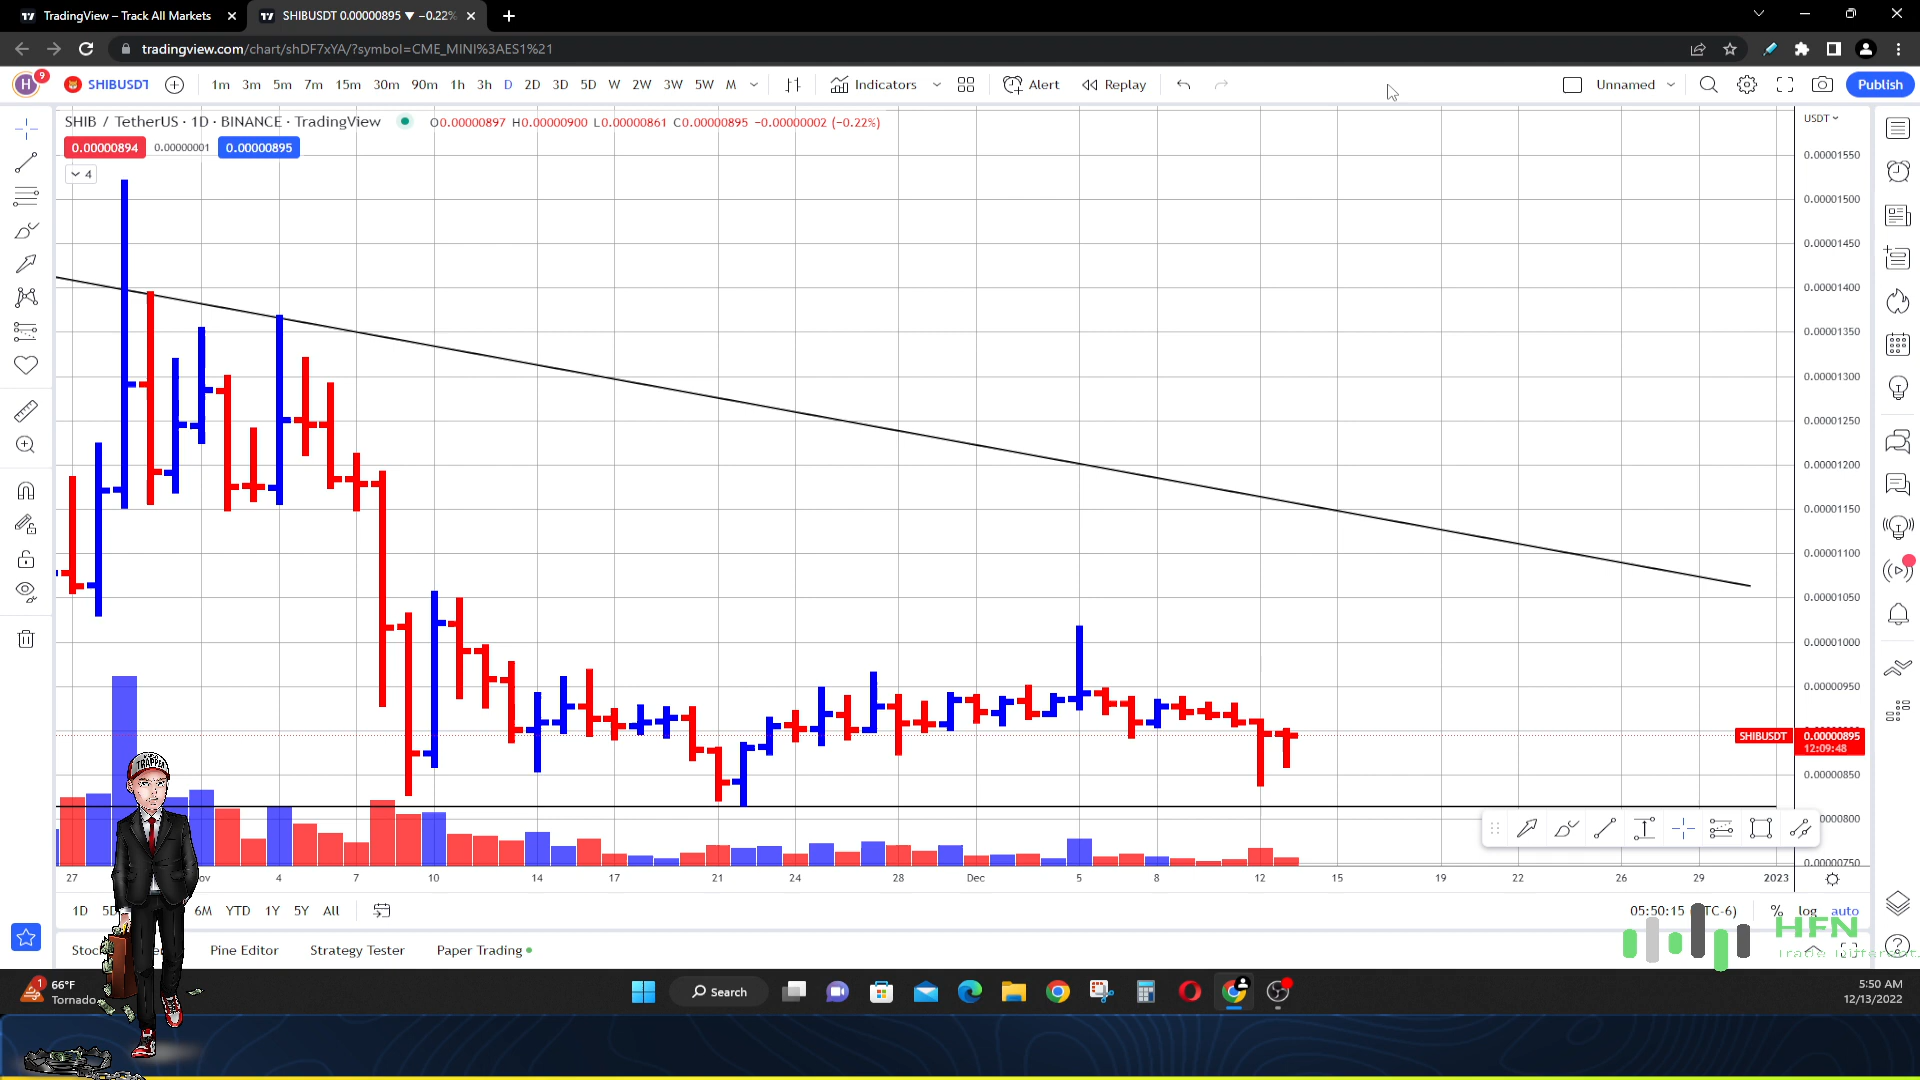 TradingView – Track All Markets
SHIBUSDT 0.00000895 ▼ −0.22%
tradingview.com/chart/shDF7xYA/?symbol=CME_MINI%3AES1%21
H 9 SHIBUSDT 1m 3m 5m 7m 15m 30m 90m 1h 3h D 2D 3D 5D W 2W 3W 5W M Indicators Alert Replay Unnamed Publish
SHIB / TetherUS · 1D · BINANCE · TradingView O0.00000897 H0.00000900 L0.00000861 C0.00000895 −0.00000002 (−0.22%)
0.00000894 0.00000001 0.00000895
4
USDT
0.00001550
0.00001500
0.00001450
0.00001400
0.00001350
0.00001300
0.00001250
0.00001200
0.00001150
0.00001100
0.00001050
0.00001000
0.00000950
SHIBUSDT 0.00000895
12:09:48
0.00000850
0.00000750
TRAPPER
27 4 7 10 14 17 21 24 28 Dec 5 8 12 15 19 22 26 29 2023
1D 6M YTD 1Y 5Y All 05:50:15 % log auto
HFN
Trade Different
Pine Editor Strategy Tester Paper Trading
1 66°F
Tornado
Search
5:50 AM
12/13/2022